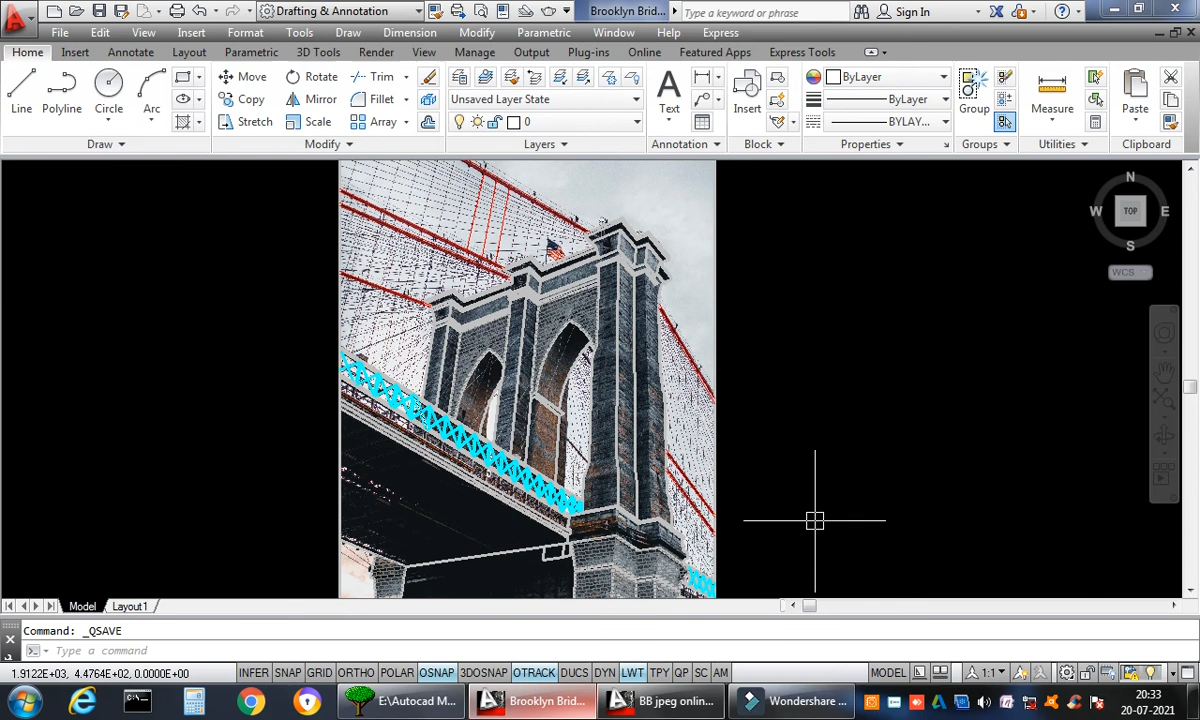 Drafting & Annotation
Brooklyn Brid...
Type a keyword or phrase
Sign In
File Edit View Insert Format Tools Draw Dimension Modify Parametric Window Help Express
Home Insert Annotate Layout Parametric 3D Tools Render View Manage Output Plug-ins Online Featured Apps Express Tools
Line Polyline Circle Arc
Move Rotate Trim
Copy Mirror Fillet
Stretch Scale Array
Unsaved Layer State
0
Text
Insert
ByLayer
ByLayer
BYLAY...
Group
Measure
Paste
Draw Modify Layers Annotation Block Properties Groups Utilities Clipboard
N
W TOP E
S
WCS
Model Layout1
Command: _QSAVE
Type a command
1.9122E+03, 4.4764E+02, 0.0000E+00
INFER SNAP GRID ORTHO POLAR OSNAP 3DOSNAP OTRACK DUCS DYN LWT TPY QP SC AM
MODEL
1:1
E:\Autocad M...
Brooklyn Brid...
BB jpeg onlin...
Wondershare ...
20:33
20-07-2021